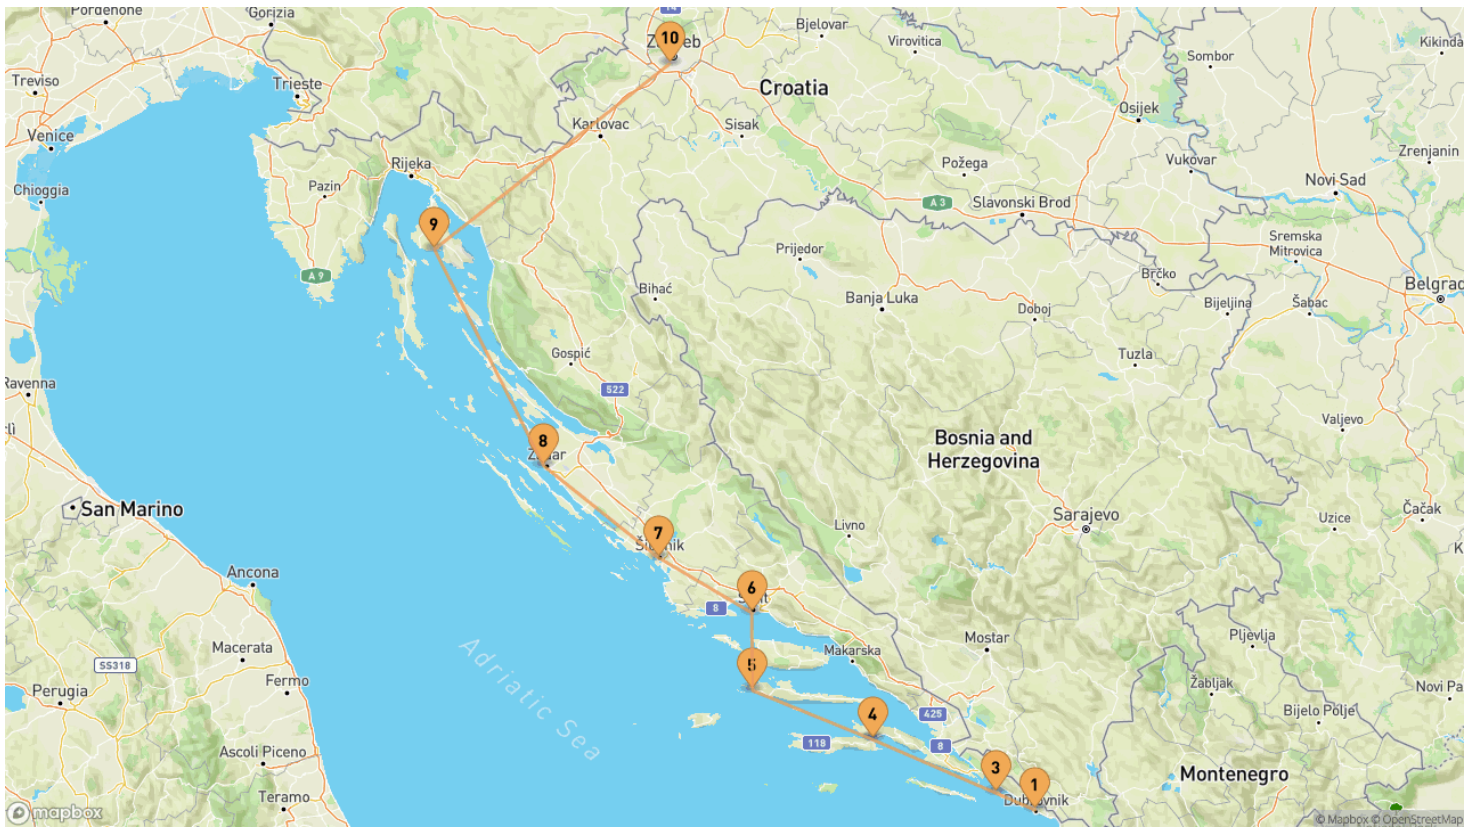 Pordenone
Gorizia
14
10
Bjelovar
Virovitica
Sombor
Kikinda
Treviso
Trieste
Croatia
Osijek
Venice
Karlovac
Sisak
Zrenjanin
Rijeka
Požega
Vukovar
Chioggia
Pazin
A 3
Slavonski Brod
Novi Sad
9
Prijedor
Sremska
Mitrovica
A 9
Brčko
Bihać
Banja Luka
Doboj
Bijeljina
Šabac
Belgrad
Gospić
Tuzla
Ravenna
522
Valjevo
8
Bosnia and
Herzegovina
San Marino
Sarajevo
Čačak
7
Livno
Uzice
Ancona
6
8
Adriatic Sea
Macerata
Mostar
Pljevlja
SS318
5
Makarska
Fermo
Perugia
Žabljak
Novi Pa
4
425
Bijelo Polje
118
8
Ascoli Piceno
3
1
Montenegro
Teramo
Dubrovnik
mapbox
© Mapbox © OpenStreetMap